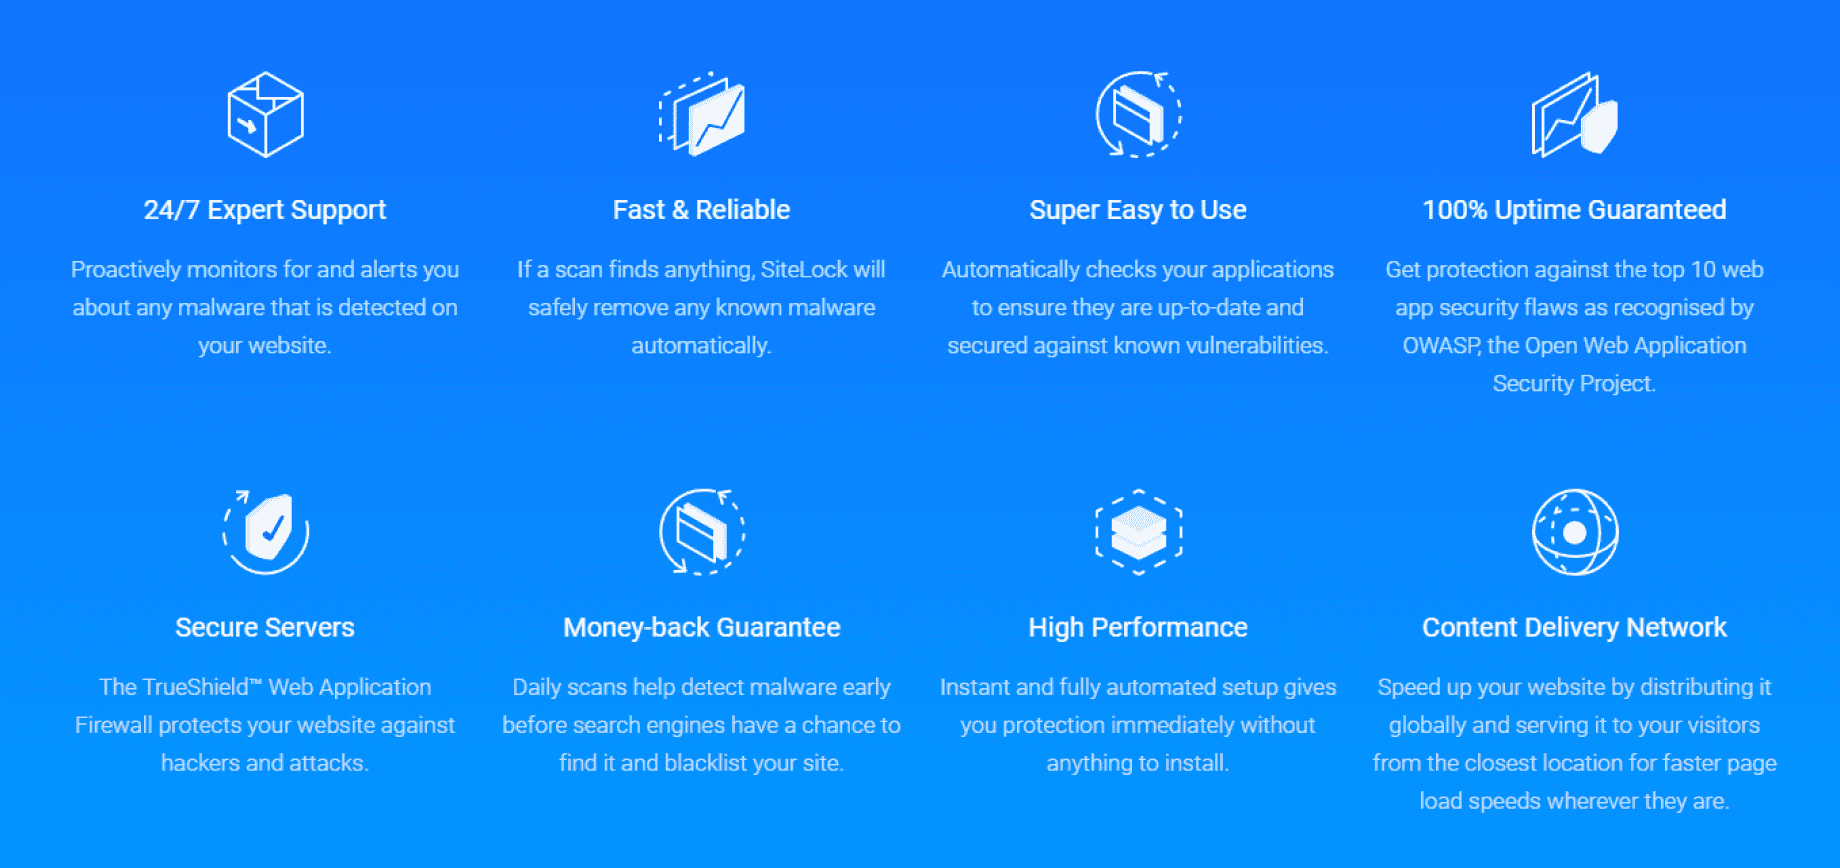 24/7 Expert Support
Proactively monitors for and alerts you
about any malware that is detected on
your website.
Fast & Reliable
If a scan finds anything, SiteLock will
safely remove any known malware
automatically.
Super Easy to Use
Automatically checks your applications
to ensure they are up-to-date and
secured against known vulnerabilities.
100% Uptime Guaranteed
Get protection against the top 10 web
app security flaws as recognised by
OWASP, the Open Web Application
Security Project.
Secure Servers
The TrueShield™ Web Application
Firewall protects your website against
hackers and attacks.
Money-back Guarantee
Daily scans help detect malware early
before search engines have a chance to
find it and blacklist your site.
High Performance
Instant and fully automated setup gives
you protection immediately without
anything to install.
Content Delivery Network
Speed up your website by distributing it
globally and serving it to your visitors
from the closest location for faster page
load speeds wherever they are.